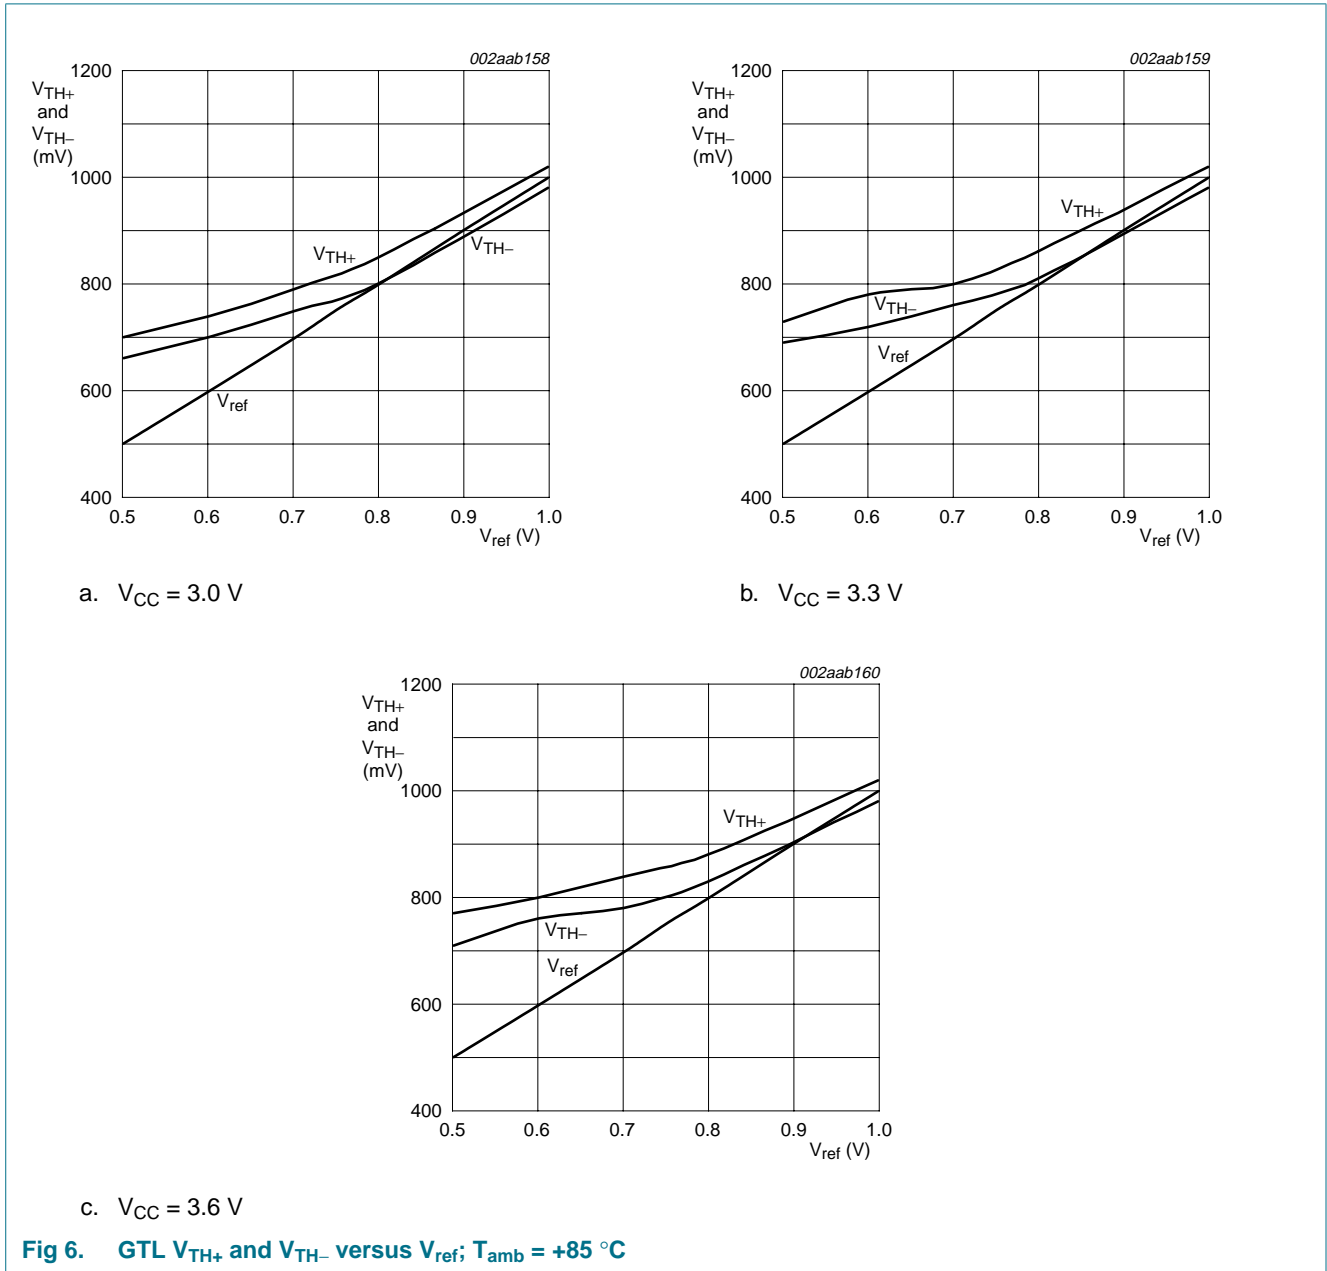 002aab158
1200
VTH+
and
VTH−
(mV)
1000
800
600
400
VTH+
VTH−
Vref
0.5 0.6 0.7 0.8 0.9 1.0
Vref (V)
a. VCC = 3.0 V
002aab159
1200
VTH+
and
VTH−
(mV)
1000
800
600
400
VTH+
VTH−
Vref
0.5 0.6 0.7 0.8 0.9 1.0
Vref (V)
b. VCC = 3.3 V
002aab160
1200
VTH+
and
VTH−
(mV)
1000
800
600
400
VTH+
VTH−
Vref
0.5 0.6 0.7 0.8 0.9 1.0
Vref (V)
c. VCC = 3.6 V
Fig 6. GTL VTH+ and VTH− versus Vref; Tamb = +85 °C